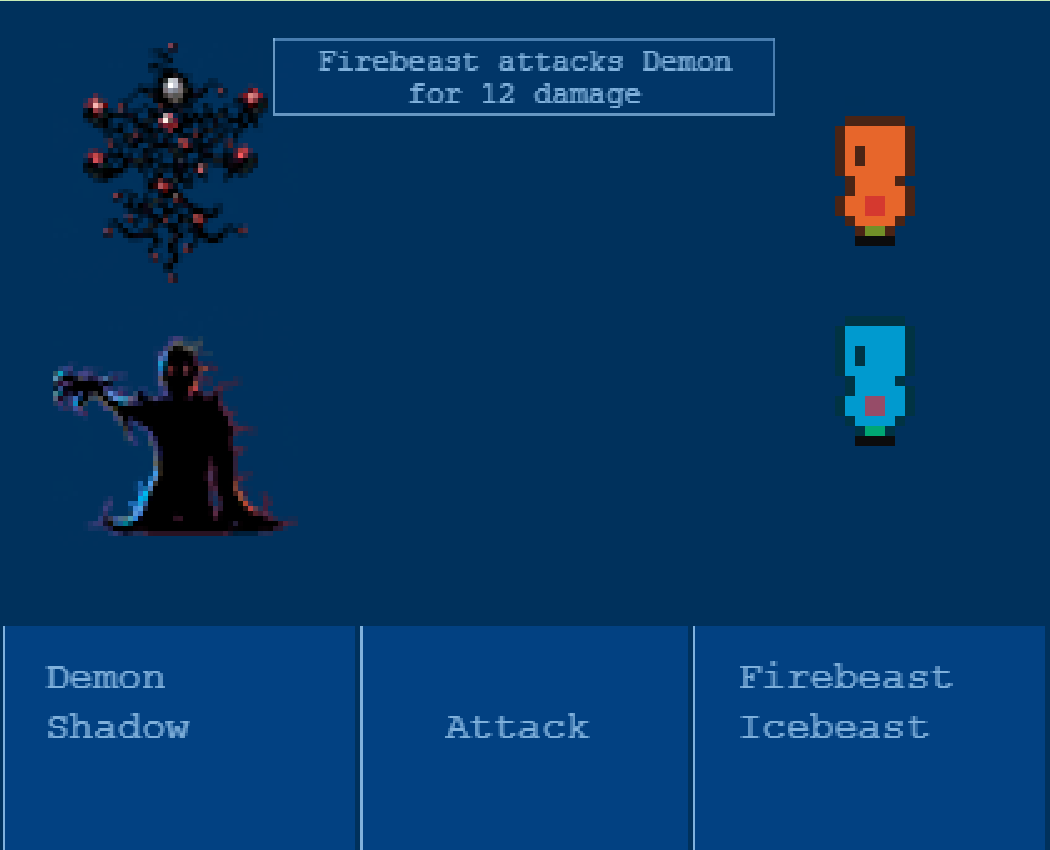 Firebeast attacks Demon
for 12 damage
Demon
Shadow
Attack
Firebeast
Icebeast